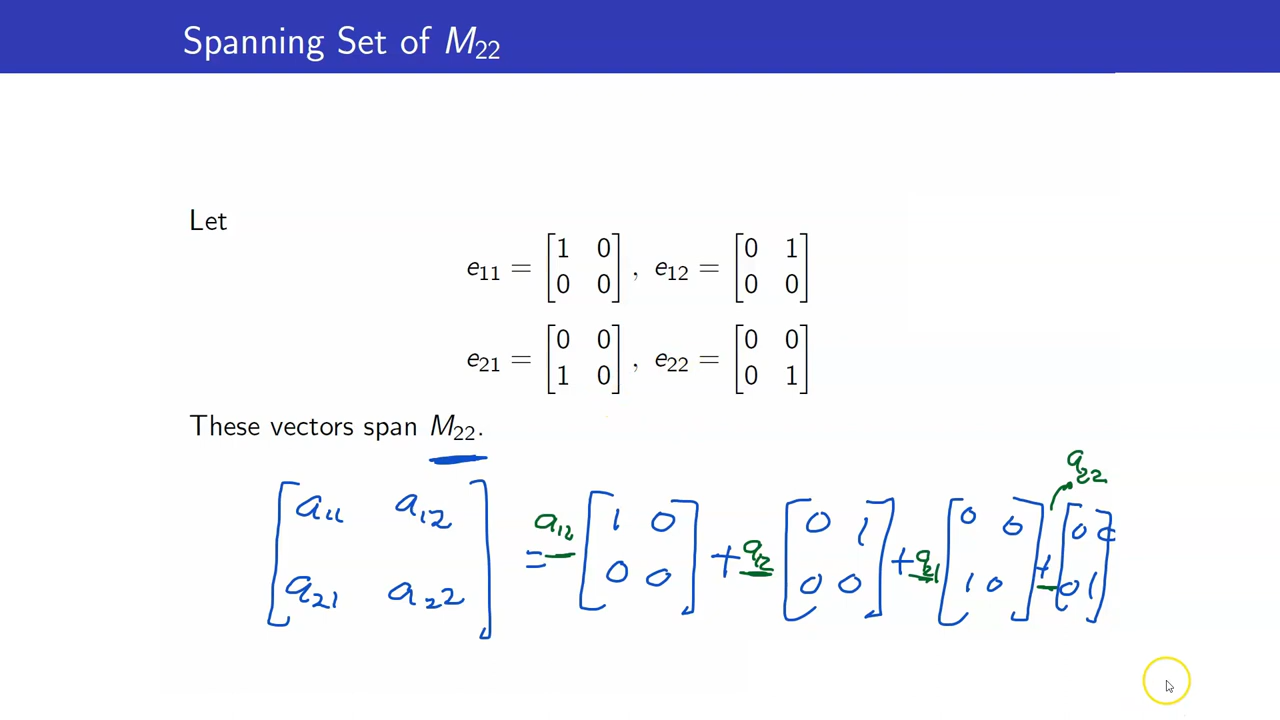 Spanning Set of M22
Let
e11 = [1 0; 0 0] , e12 = [0 1; 0 0]
e21 = [0 0; 1 0] , e22 = [0 0; 0 1]
These vectors span M22.
a22
[a11 a12; a21 a22] = a12 [1 0; 0 0] + a12 [0 1; 0 0] + a21 [0 0; 1 0] + [0 0; 0 1]